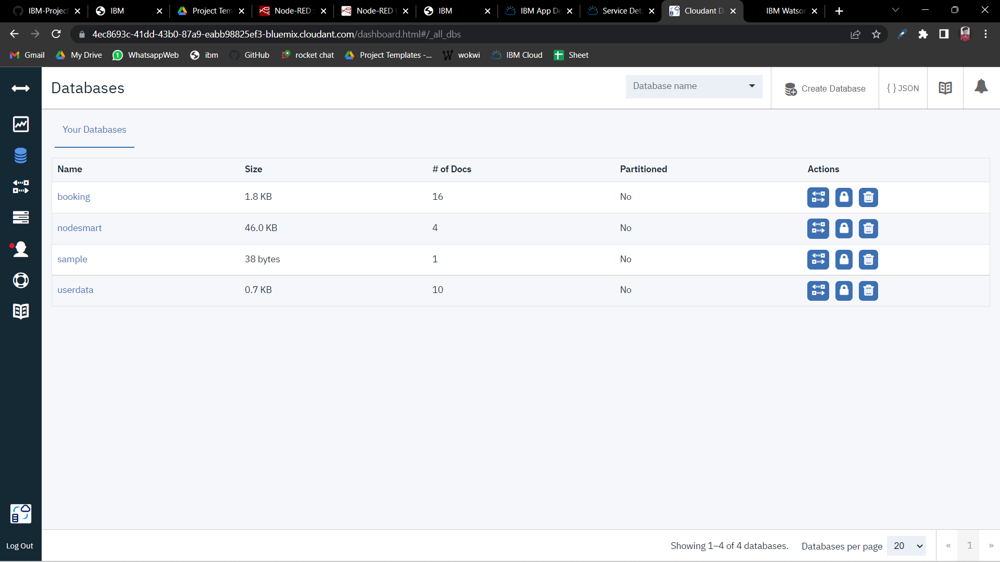 IBM-Project IBM Project Tem Node-RED : Node-RED IBM IBM App De Service Deta Cloudant D IBM Watson
4ec8693c-41dd-43b0-87a9-eabb98825ef3-bluemix.cloudant.com/dashboard.html#/_all_dbs
Gmail My Drive WhatsappWeb ibm GitHub rocket chat Project Templates -... wokwi IBM Cloud Sheet
Databases Database name Create Database { } JSON
Your Databases
Name Size # of Docs Partitioned Actions
booking 1.8 KB 16 No
nodesmart 46.0 KB 4 No
sample 38 bytes 1 No
userdata 0.7 KB 10 No
Log Out Showing 1–4 of 4 databases. Databases per page 20 « 1 »